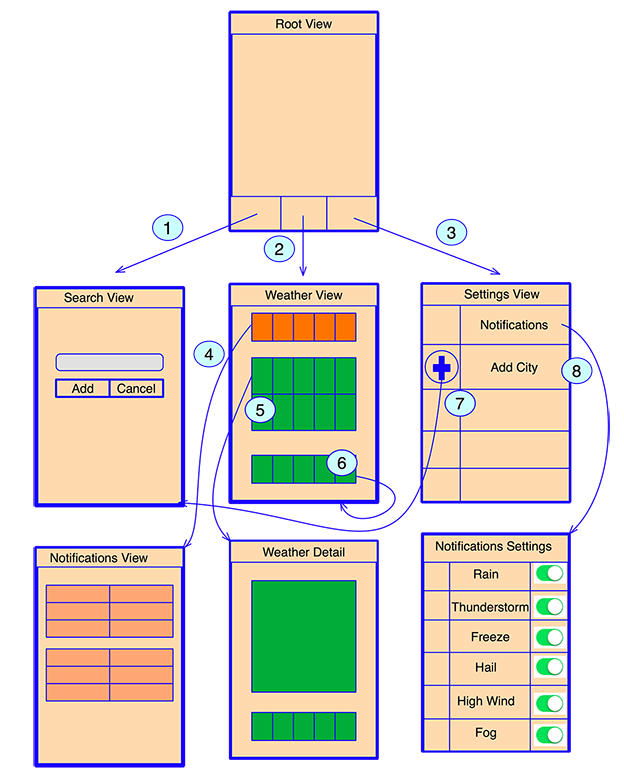 Root View
1
2
3
Search View
Add
Cancel
Weather View
4
5
6
Settings View
Notifications
Add City
7
8
Notifications View
Weather Detail
Notifications Settings
Rain
Thunderstorm
Freeze
Hail
High Wind
Fog